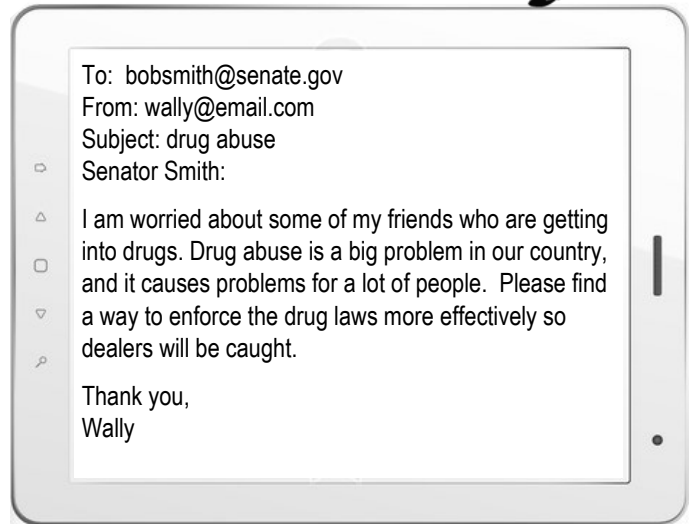 To: bobsmith@senate.gov
From: wally@email.com
Subject: drug abuse
Senator Smith:
I am worried about some of my friends who are getting
into drugs. Drug abuse is a big problem in our country,
and it causes problems for a lot of people. Please find
a way to enforce the drug laws more effectively so
dealers will be caught.
Thank you,
Wally